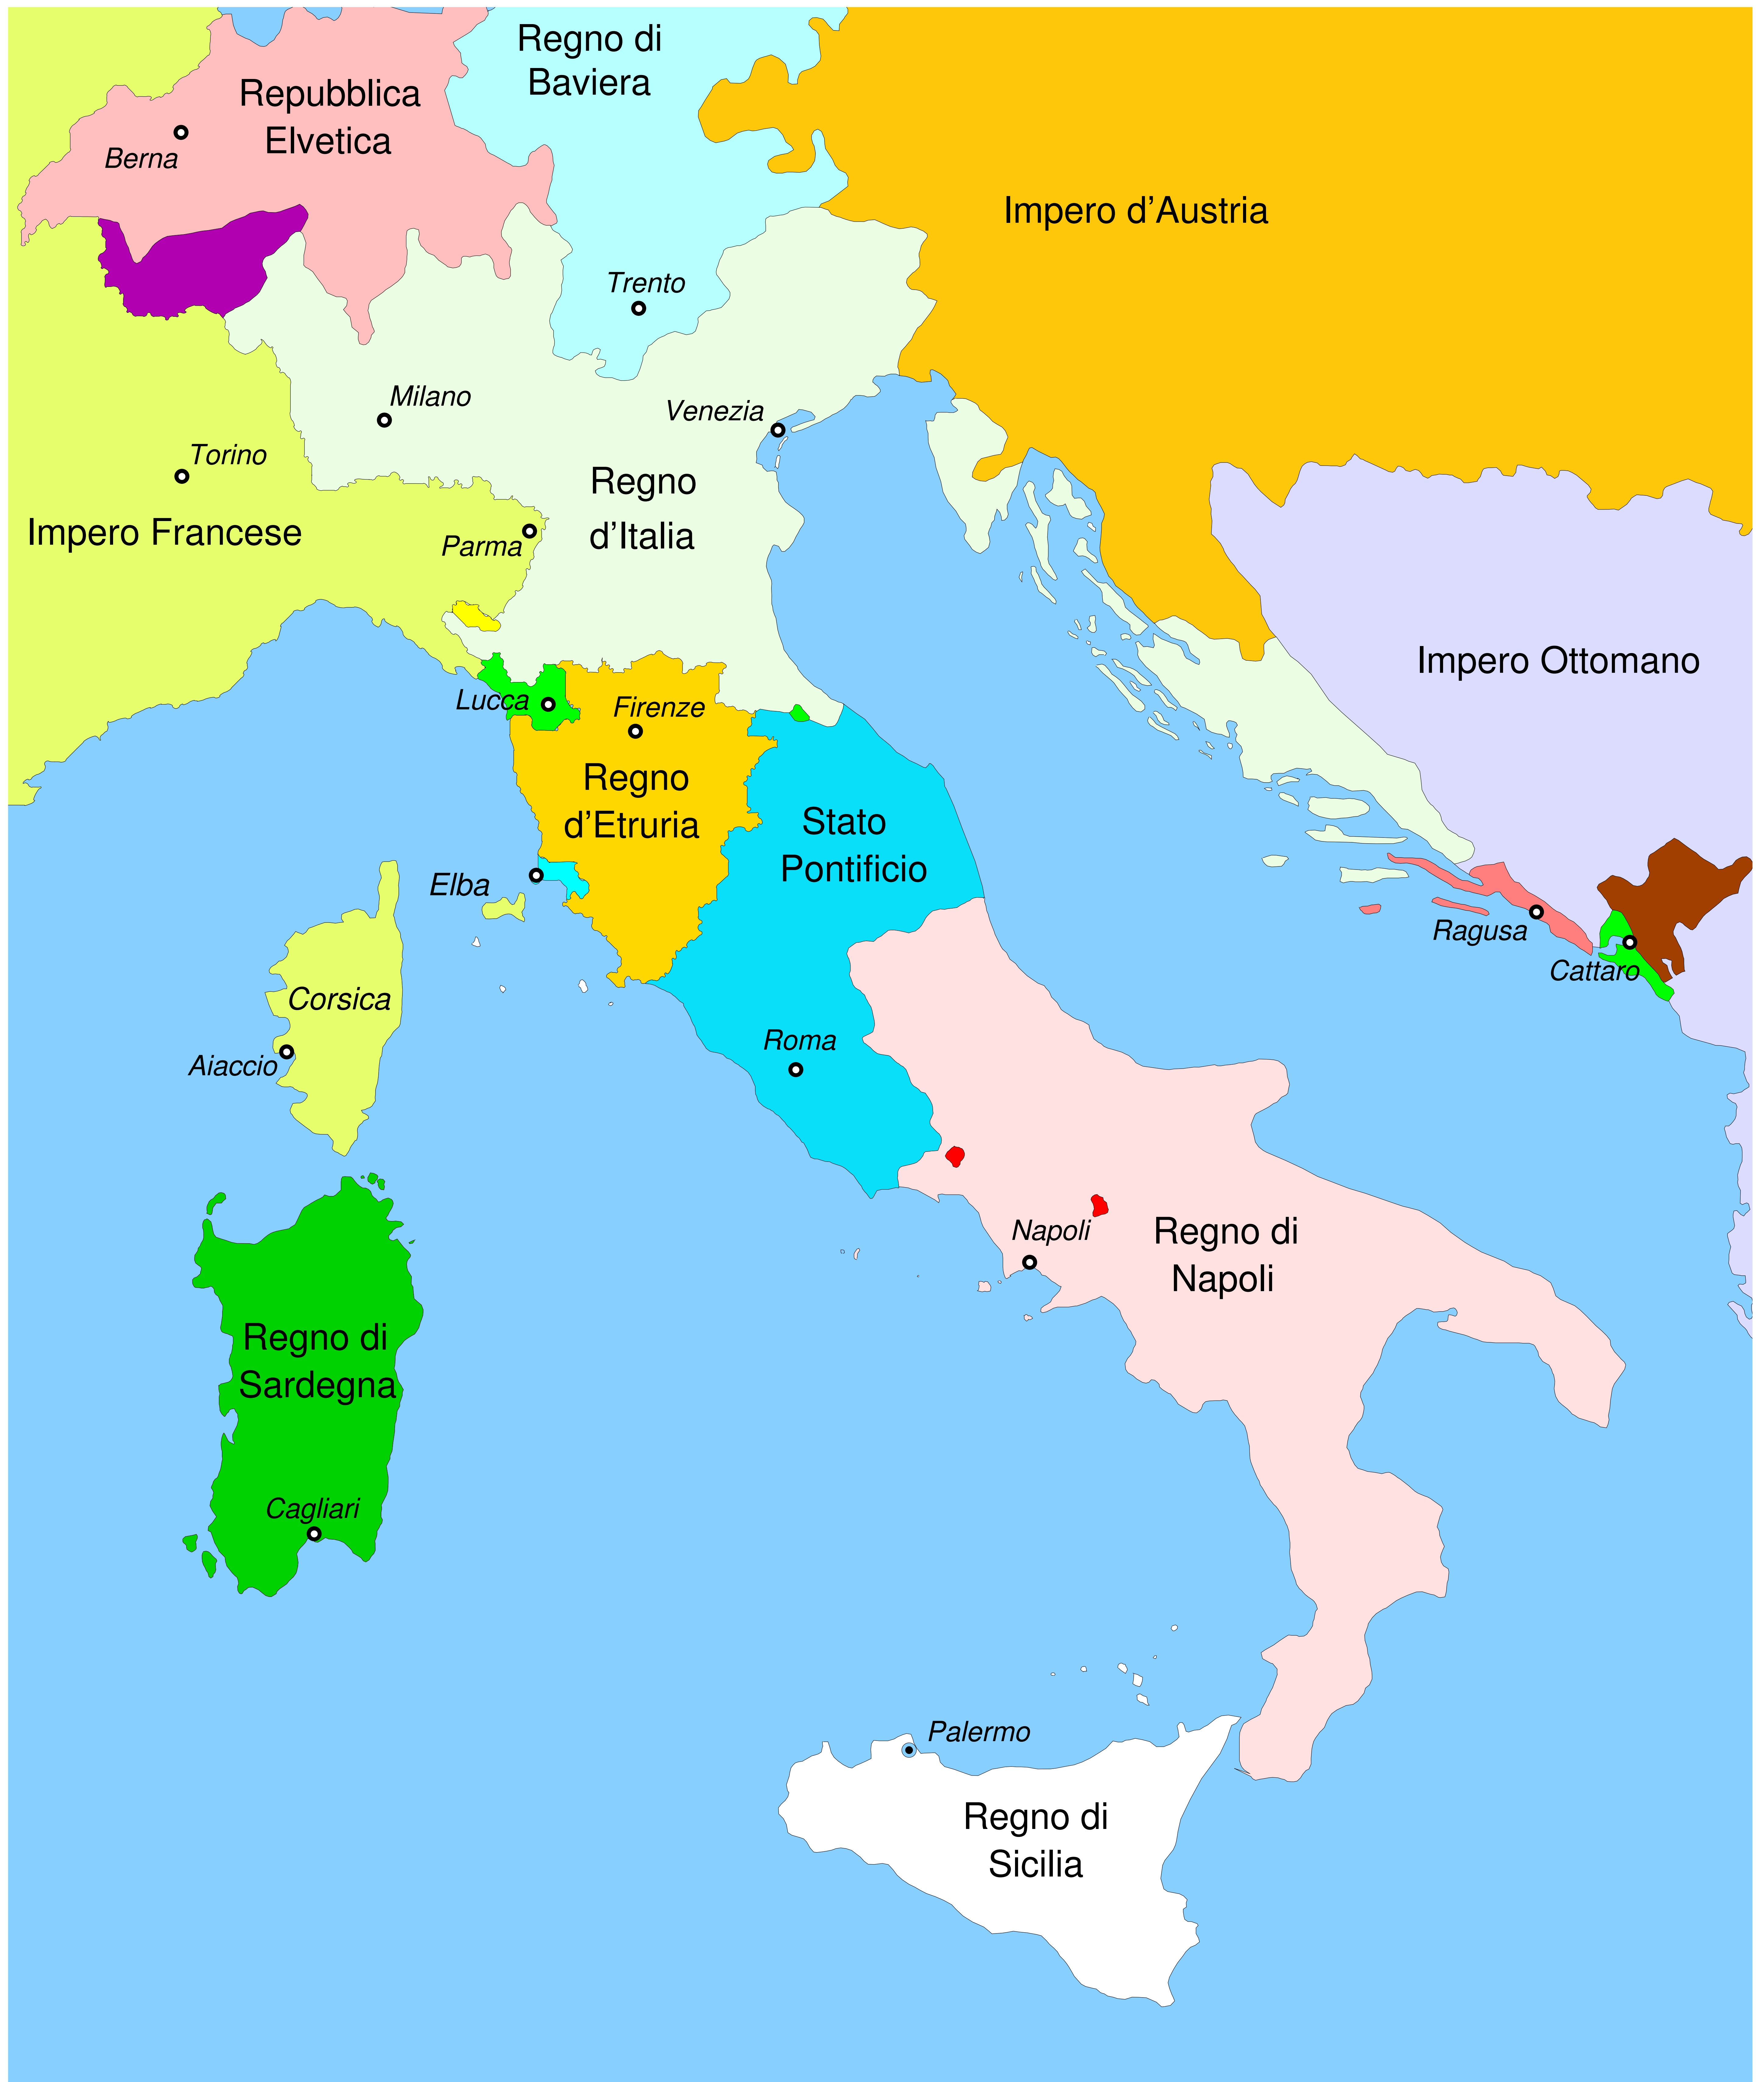 Regno di
Baviera
Repubblica
Elvetica
Berna
Impero d'Austria
Trento
Milano
Venezia
Torino
Regno
d'Italia
Impero Francese
Parma
Impero Ottomano
Lucca
Firenze
Regno
d'Etruria
Stato
Pontificio
Elba
Ragusa
Cattaro
Corsica
Aiaccio
Roma
Napoli
Regno di
Napoli
Regno di
Sardegna
Cagliari
Palermo
Regno di
Sicilia